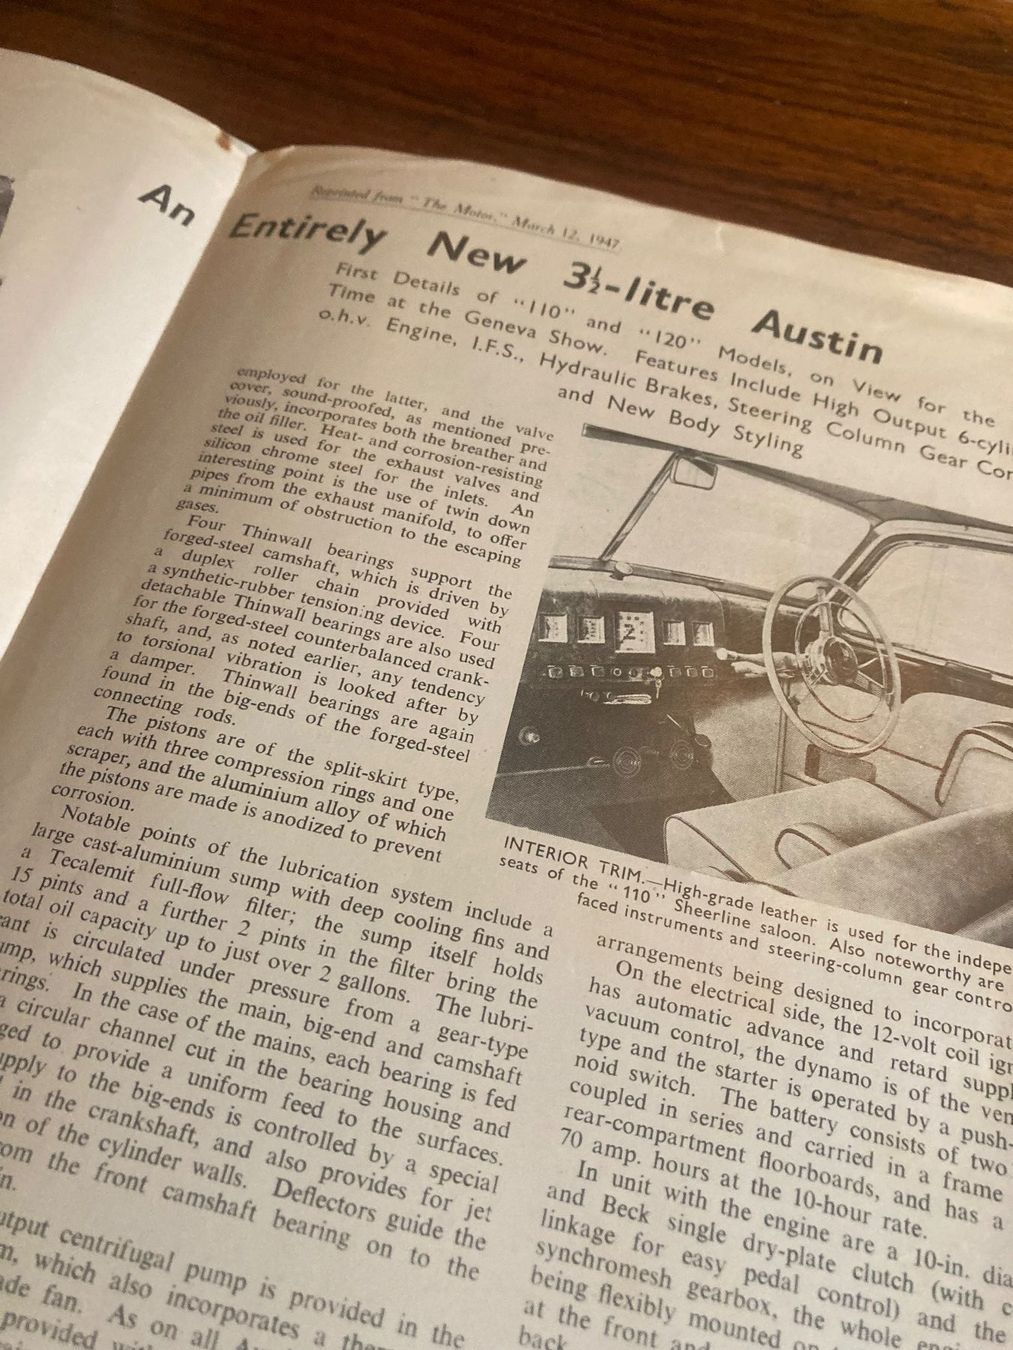 Reprinted from "The Motor," March 12, 1947
An Entirely New 3½-litre Austin
First Details of "110" and "120" Models, on View for the
Time at the Geneva Show. Features Include High Output 6-cyli
o.h.v. Engine, I.F.S., Hydraulic Brakes, Steering Column Gear Con
and New Body Styling
employed for the latter, and the valve
cover, sound-proofed, as mentioned pre-
viously, incorporates both the breather and
the oil filler. Heat- and corrosion-resisting
steel is used for the exhaust valves and
silicon chrome steel for the inlets. An
interesting point is the use of twin down
pipes from the exhaust manifold, to offer
a minimum of obstruction to the escaping
gases.
Four Thinwall bearings support the
forged-steel camshaft, which is driven by
a duplex roller chain provided with
a synthetic-rubber tensioning device. Four
detachable Thinwall bearings are also used
for the forged-steel counterbalanced crank-
shaft, and, as noted earlier, any tendency
to torsional vibration is looked after by
a damper. Thinwall bearings are again
found in the big-ends of the forged-steel
connecting rods.
The pistons are of the split-skirt type,
each with three compression rings and one
scraper, and the aluminium alloy of which
the pistons are made is anodized to prevent
corrosion.
Notable points of the lubrication system include a
large cast-aluminium sump with deep cooling fins and
a Tecalemit full-flow filter; the sump itself holds
15 pints and a further 2 pints in the filter bring the
total oil capacity up to just over 2 gallons. The lubri-
ant is circulated under pressure from a gear-type
ump, which supplies the main, big-end and camshaft
rings. In the case of the mains, each bearing is fed
a circular channel cut in the bearing housing and
ged to provide a uniform feed to the surfaces.
upply to the big-ends is controlled by a special
in the crankshaft, and also provides for jet
n of the cylinder walls. Deflectors guide the
om the front camshaft bearing on to the
n.
utput centrifugal pump is provided in the
m, which also incorporates a
ade fan. As on all
provided
INTERIOR TRIM.—High-grade leather is used for the indepe
seats of the "110" Sheerline saloon. Also noteworthy are
faced instruments and steering-column gear contro
arrangements being designed to incorporat
On the electrical side, the 12-volt coil ign
has automatic advance and retard suppl
vacuum control, the dynamo is of the ven
type and the starter is operated by a push-
noid switch. The battery consists of two
coupled in series and carried in a frame
rear-compartment floorboards, and has a
70 amp. hours at the 10-hour rate.
In unit with the engine are a 10-in. dia
and Beck single dry-plate clutch (with c
linkage for easy pedal control) and the
synchromesh gearbox, the whole engi
being flexibly mounted
at the front and
back